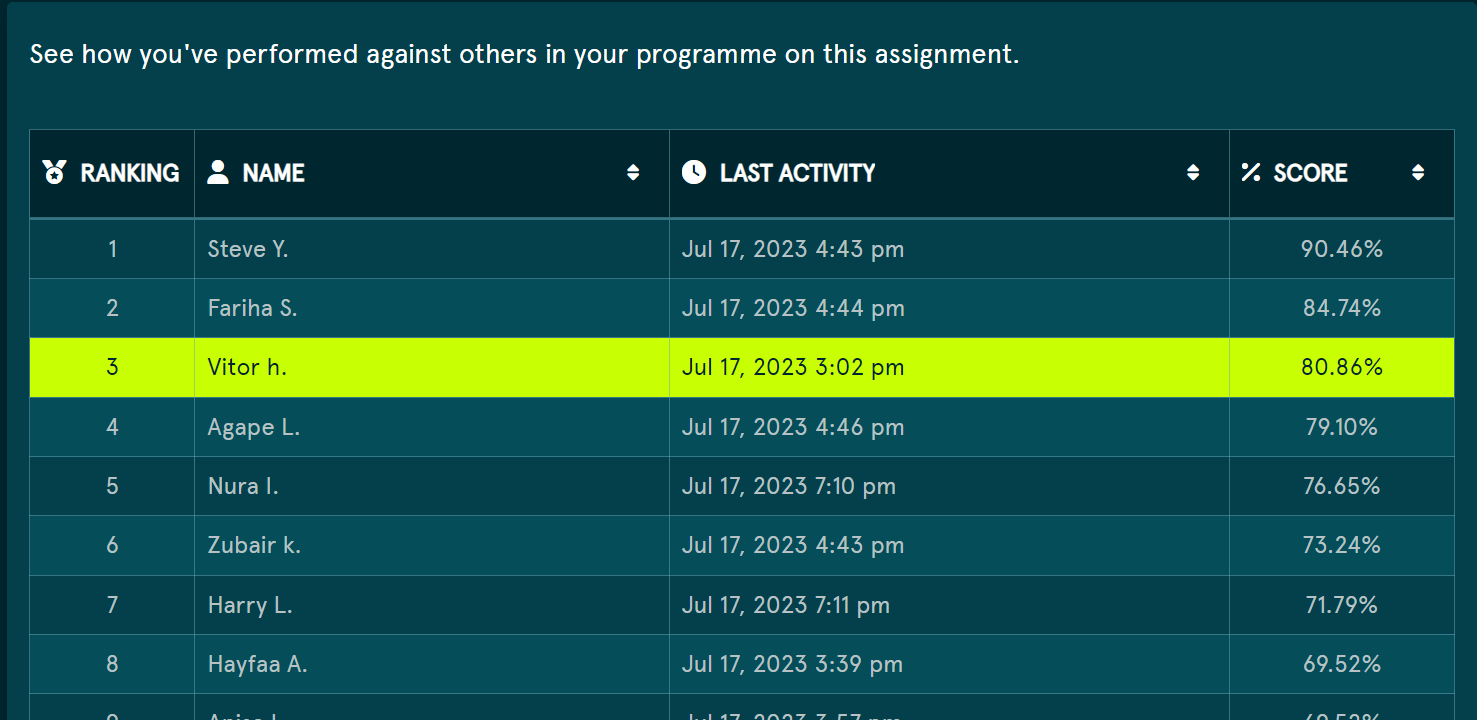 See how you've performed against others in your programme on this assignment.
RANKING NAME LAST ACTIVITY SCORE
1 Steve Y. Jul 17, 2023 4:43 pm 90.46%
2 Fariha S. Jul 17, 2023 4:44 pm 84.74%
3 Vitor h. Jul 17, 2023 3:02 pm 80.86%
4 Agape L. Jul 17, 2023 4:46 pm 79.10%
5 Nura I. Jul 17, 2023 7:10 pm 76.65%
6 Zubair k. Jul 17, 2023 4:43 pm 73.24%
7 Harry L. Jul 17, 2023 7:11 pm 71.79%
8 Hayfaa A. Jul 17, 2023 3:39 pm 69.52%